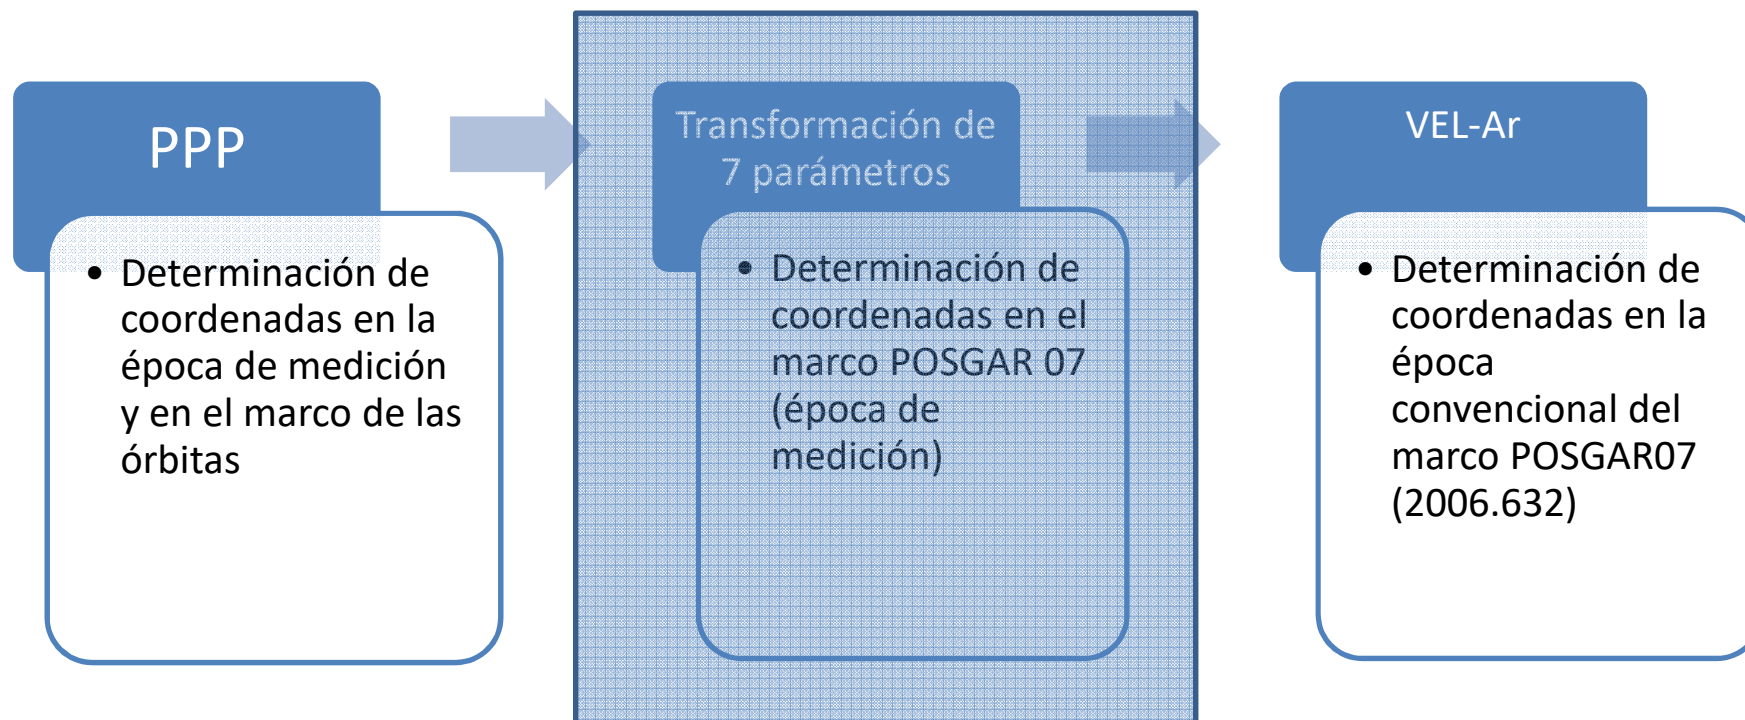 PPP
• Determinación de
coordenadas en la
época de medición
y en el marco de las
órbitas
Transformación de
7 parámetros
• Determinación de
coordenadas en el
marco POSGAR 07
(época de
medición)
VEL-Ar
• Determinación de
coordenadas en la
época
convencional del
marco POSGAR07
(2006.632)